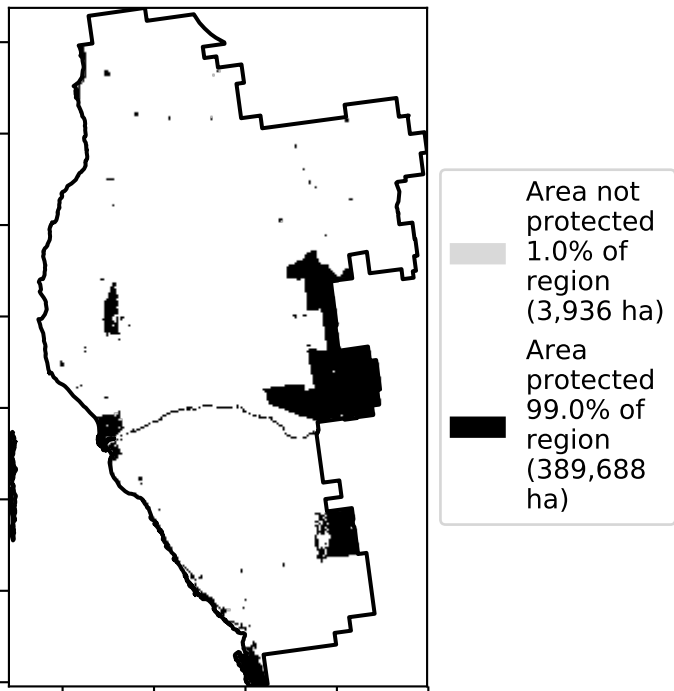 Area not
protected
1.0% of
region
(3,936 ha)
Area
protected
99.0% of
region
(389,688
ha)